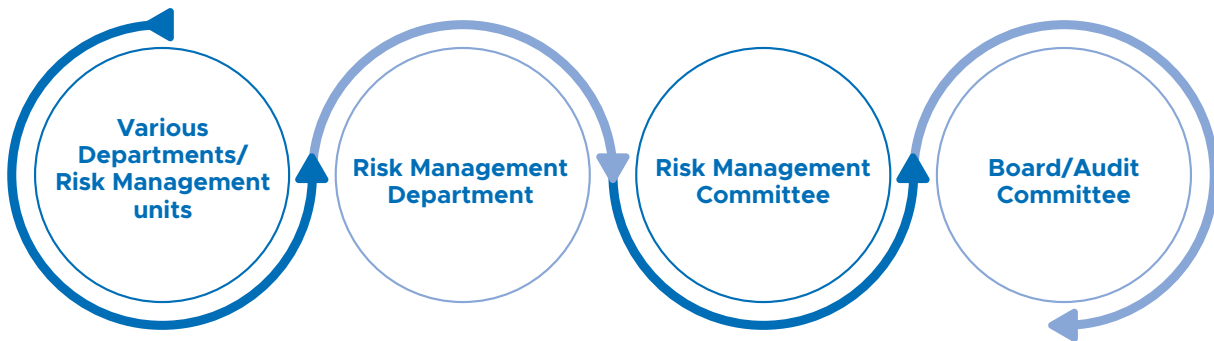 Various
Departments/
Risk Management
units
Risk Management
Department
Risk Management
Committee
Board/Audit
Committee